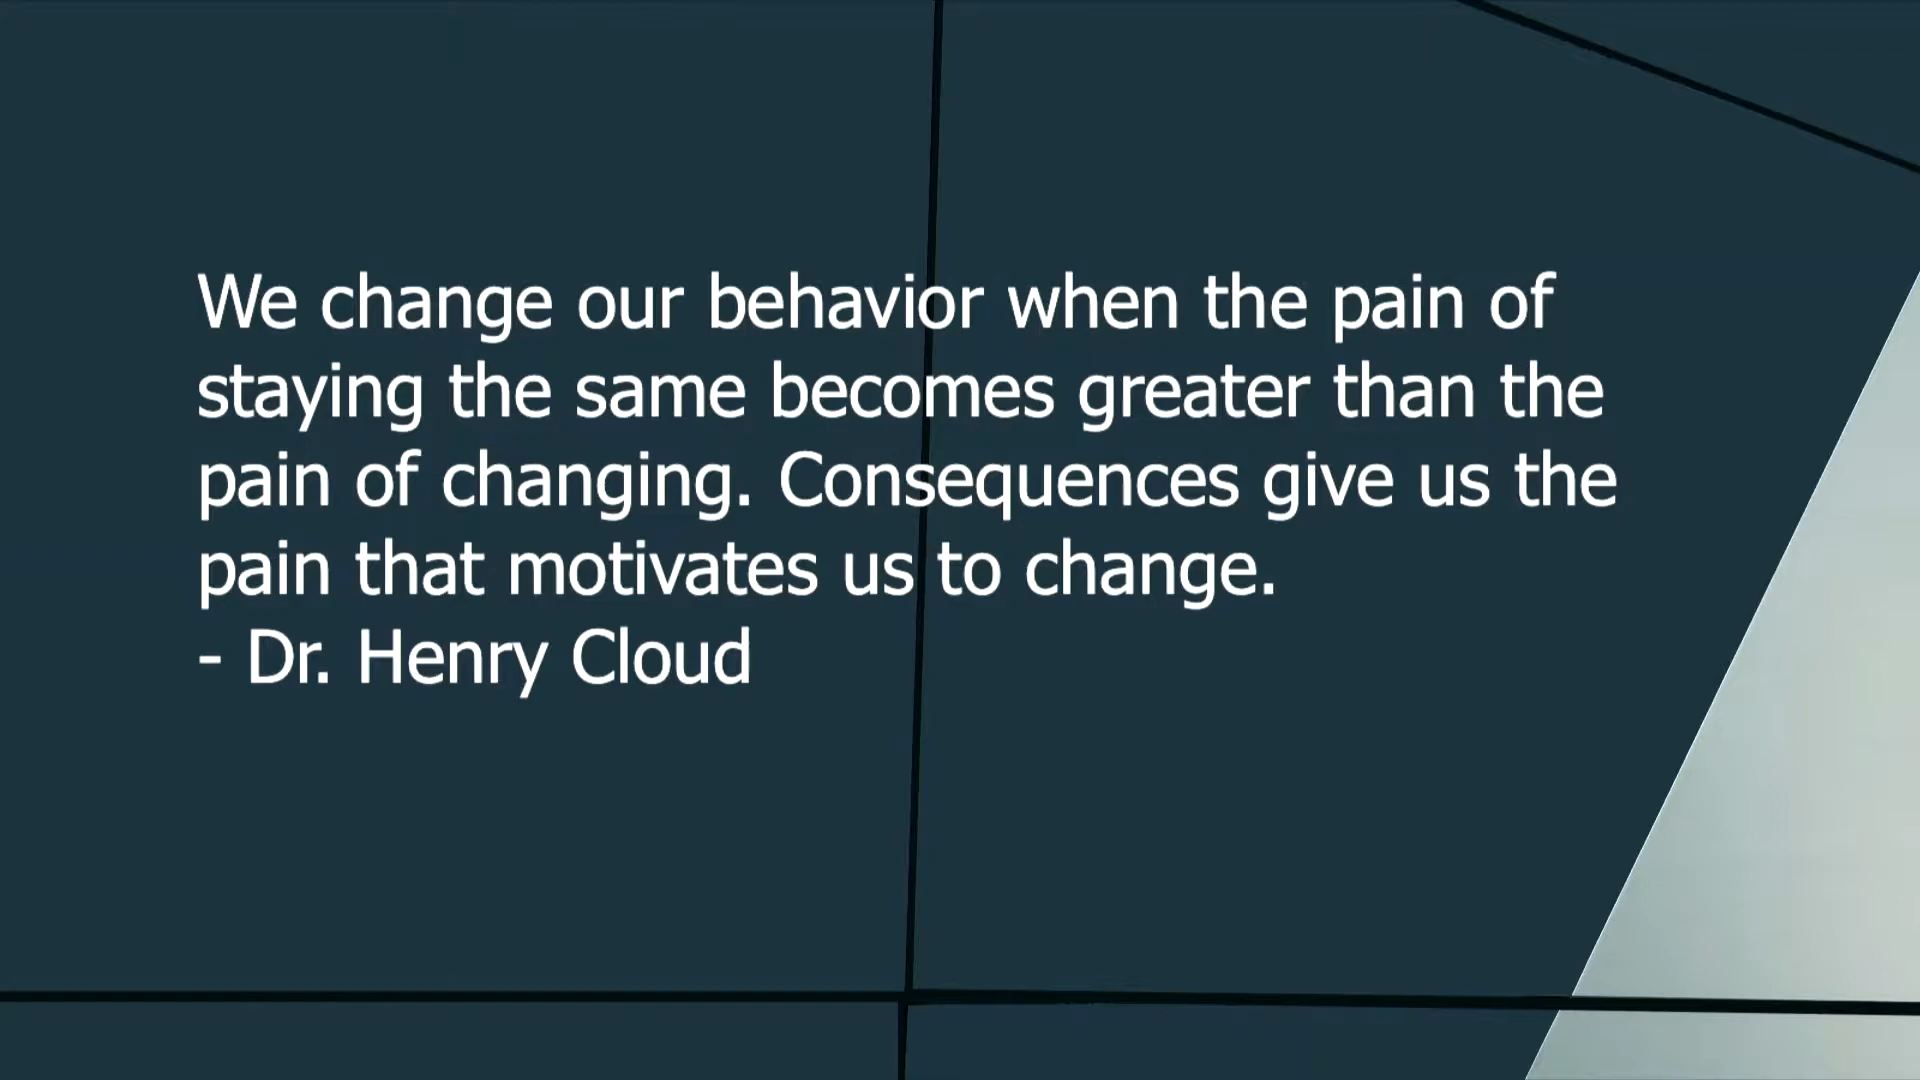 We change our behavior when the pain of
staying the same becomes greater than the
pain of changing. Consequences give us the
pain that motivates us to change.
- Dr. Henry Cloud